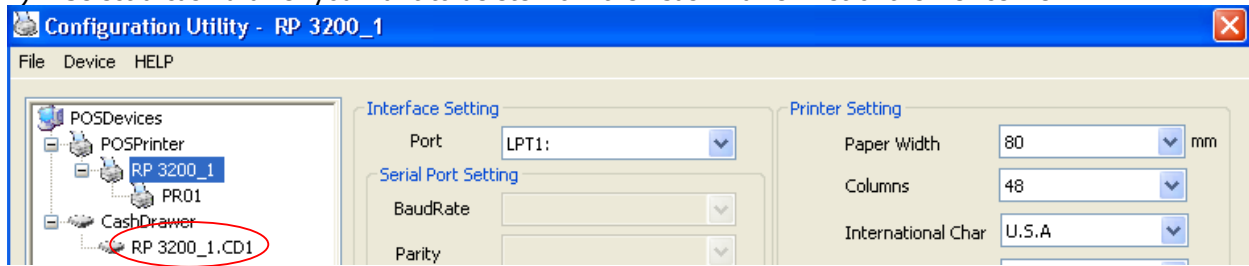 Configuration Utility - RP 3200_1
File Device HELP
POSDevices
POSPrinter
RP 3200_1
PR01
CashDrawer
RP 3200_1.CD1
Interface Setting
Port LPT1:
Serial Port Setting
BaudRate
Parity
Printer Setting
Paper Width 80 mm
Columns 48
International Char U.S.A